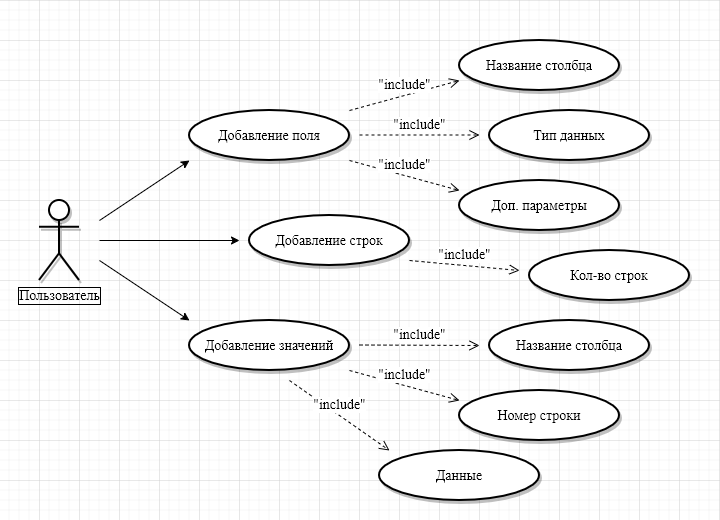 Название столбца
"include"
Добавление поля
"include"
Тип данных
"include"
Доп. параметры
Добавление строк
"include"
Кол-во строк
Пользователь
Добавление значений
"include"
Название столбца
"include"
Номер строки
"include"
Данные